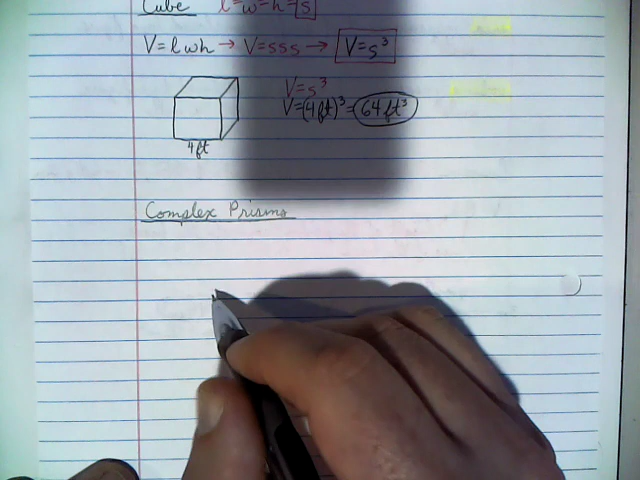 Cube l=w=h=s
V=lwh → V=sss → V=s³
V=s³
V=(4ft)³=64ft³
4ft
Complex Prisms